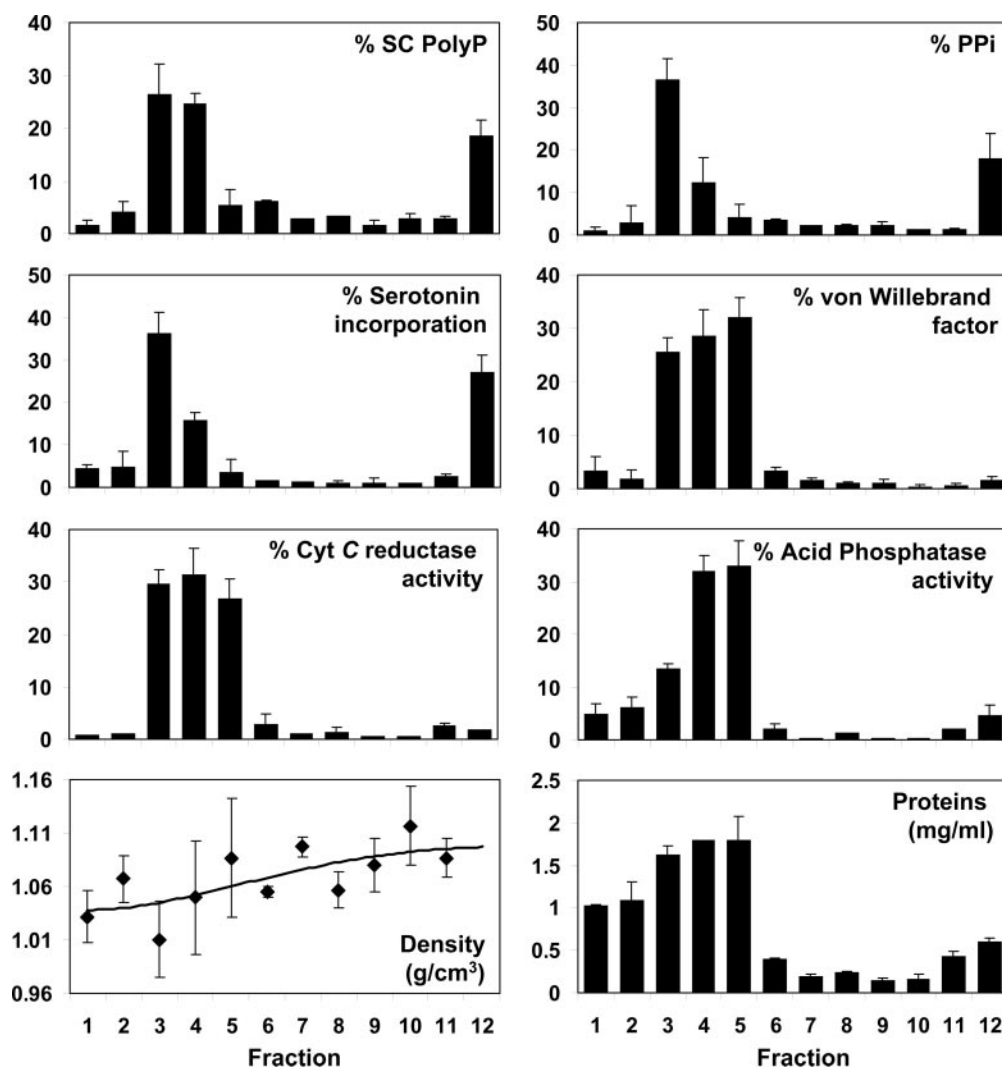 % SC PolyP
40
30
20
10
0
% PPi
50
40
30
20
10
0
% Serotonin
incorporation
50
40
30
20
10
0
% von Willebrand
factor
40
30
20
10
0
% Cyt C reductase
activity
40
30
20
10
0
% Acid Phosphatase
activity
40
30
20
10
0
Density
(g/cm³)
1.16
1.11
1.06
1.01
0.96
1 2 3 4 5 6 7 8 9 10 11 12
Fraction
Proteins
(mg/ml)
2.5
2
1.5
1
0.5
0
1 2 3 4 5 6 7 8 9 10 11 12
Fraction